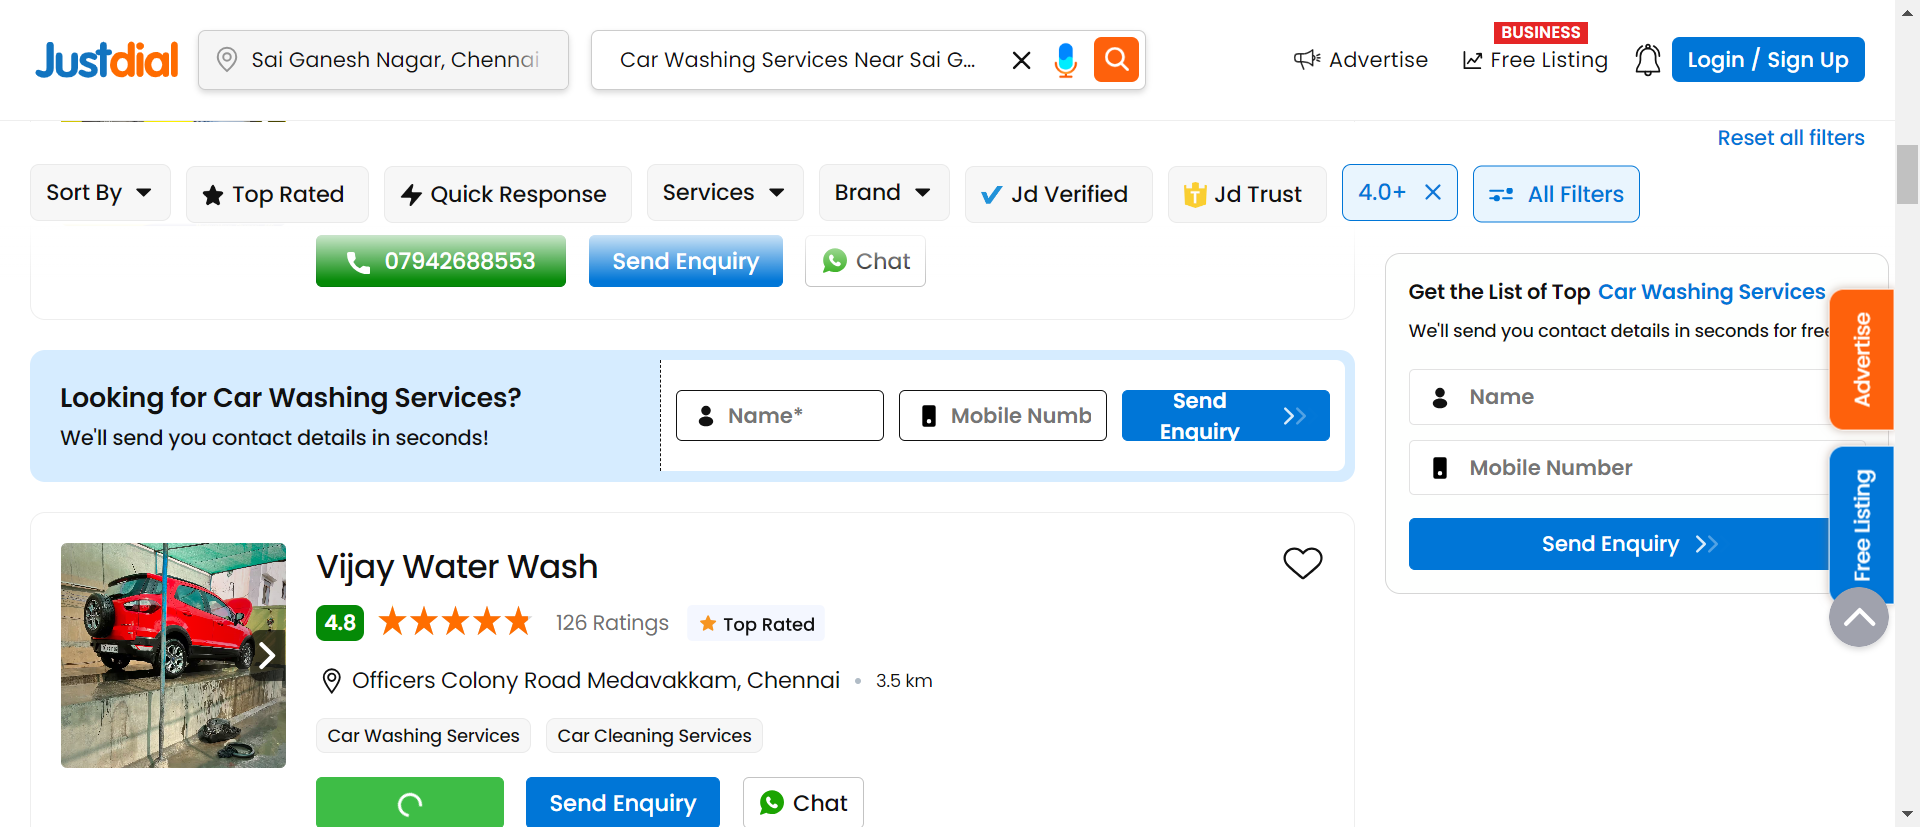 Justdial
Sai Ganesh Nagar, Chennai
Car Washing Services Near Sai G...
Advertise
BUSINESS
Free Listing
Login / Sign Up
Reset all filters
Sort By
Top Rated
Quick Response
Services
Brand
Jd Verified
Jd Trust
4.0+
All Filters
07942688553
Send Enquiry
Chat
Looking for Car Washing Services?
We'll send you contact details in seconds!
Name*
Mobile Numb
Send
Enquiry
Get the List of Top Car Washing Services
We'll send you contact details in seconds for free
Name
Mobile Number
Send Enquiry
Advertise
Free Listing
Vijay Water Wash
4.8
126 Ratings
Top Rated
Officers Colony Road Medavakkam, Chennai • 3.5 km
Car Washing Services
Car Cleaning Services
Send Enquiry
Chat